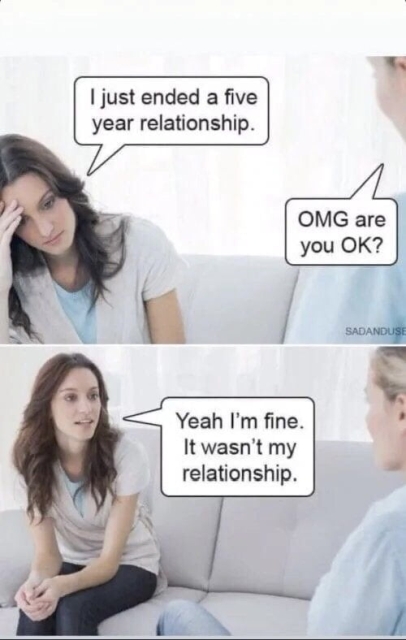 I just ended a five
year relationship.
OMG are
you OK?
SADANDUSE
Yeah I'm fine.
It wasn't my
relationship.